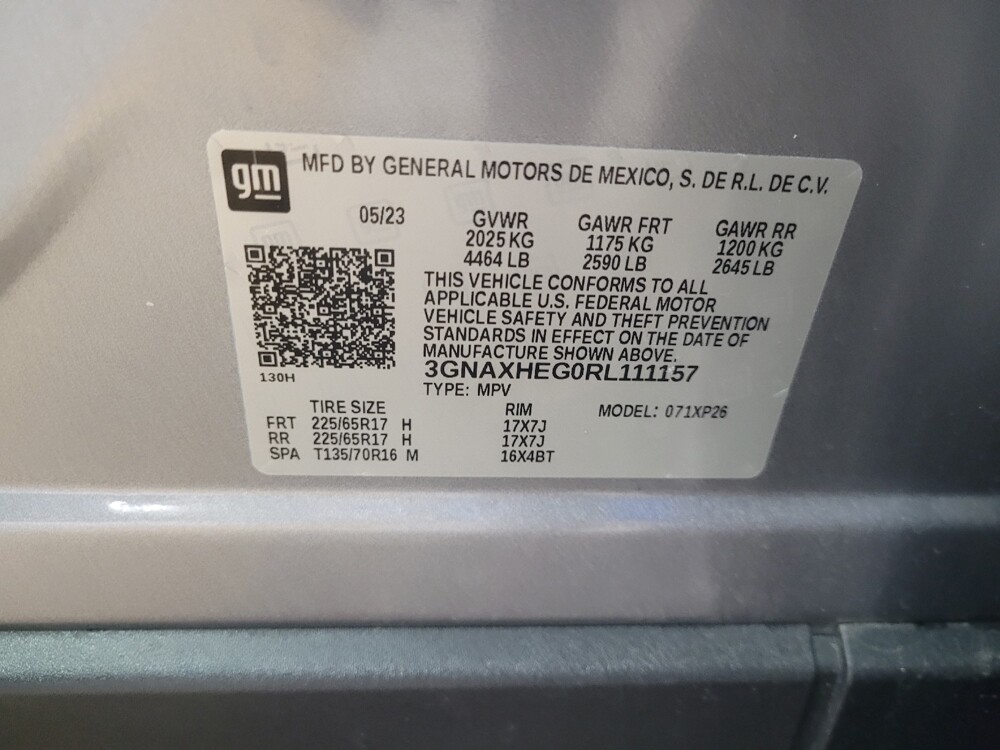 gm
MFD BY GENERAL MOTORS DE MEXICO, S. DE R.L. DE C.V.
05/23 GVWR GAWR FRT GAWR RR
2025 KG 1175 KG 1200 KG
4464 LB 2590 LB 2645 LB
THIS VEHICLE CONFORMS TO ALL
APPLICABLE U.S. FEDERAL MOTOR
VEHICLE SAFETY AND THEFT PREVENTION
STANDARDS IN EFFECT ON THE DATE OF
MANUFACTURE SHOWN ABOVE.
3GNAXHEG0RL111157
130H
TYPE: MPV
TIRE SIZE RIM MODEL: 071XP26
FRT 225/65R17 H 17X7J
RR 225/65R17 H 17X7J
SPA T135/70R16 M 16X4BT